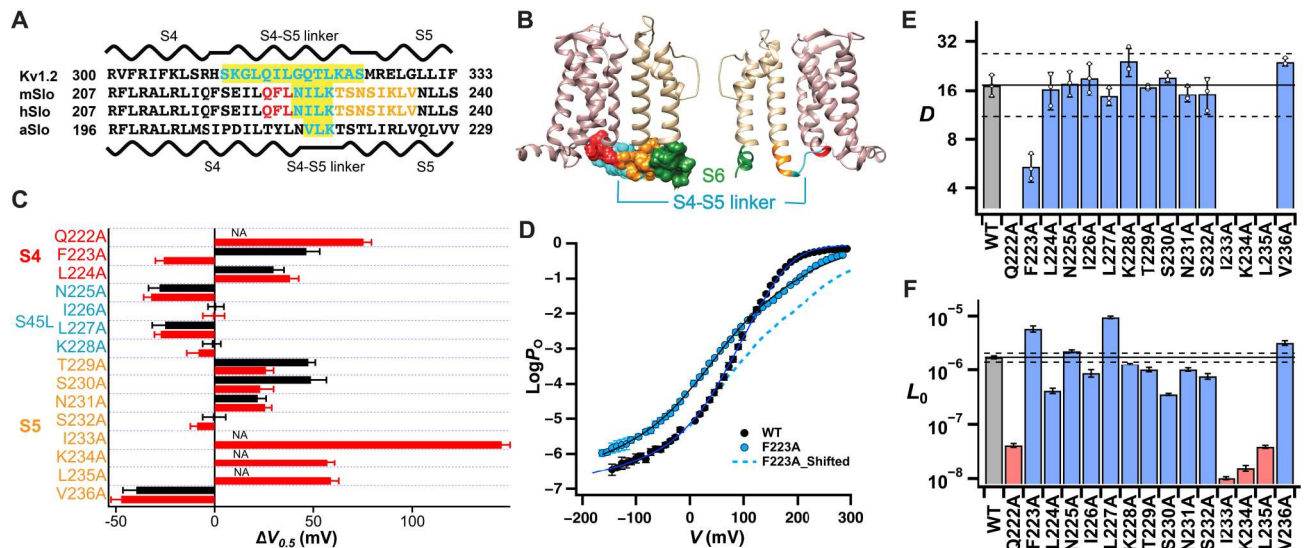 A
S4
S4-S5 linker
S5
Kv1.2 300 RVFRIFKLSRHSKGLQILGQTLKASMRELGLLIF 333
mSlo 207 RFLRALRLIQFSEILQFLNILKTSNSIKLVNLLS 240
hSlo 207 RFLRALRLIQFSEILQFLNILKTSNSIKLVNLLS 240
aSlo 196 RFLRALRLMSIPDILTYLNVLKTSTLIRLVQLVV 229
S4
S4-S5 linker
S5
B
S6
S4-S5 linker
C
S4
S45L
S5
Q222A
F223A
L224A
N225A
I226A
L227A
K228A
T229A
S230A
N231A
S232A
I233A
K234A
L235A
V236A
NA
NA
NA
NA
-50
0
50
100
ΔV0.5 (mV)
D
LogPO
0
−1
−2
−3
−4
−5
−6
−7
WT
F223A
F223A_Shifted
−200
−100
0
100
200
300
V (mV)
E
D
32
16
8
4
WT
Q222A
F223A
L224A
N225A
I226A
L227A
K228A
T229A
S230A
N231A
S232A
I233A
K234A
L235A
V236A
F
L0
10-5
10-6
10-7
10-8
WT
Q222A
F223A
L224A
N225A
I226A
L227A
K228A
T229A
S230A
N231A
S232A
I233A
K234A
L235A
V236A